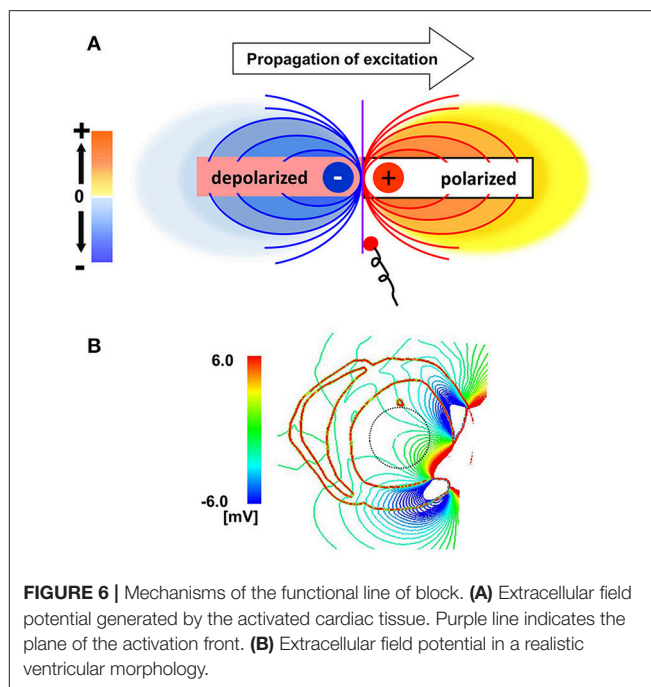 A
Propagation of excitation
+
0
-
depolarized
-
+
polarized
B
6.0
-6.0
[mV]
FIGURE 6 | Mechanisms of the functional line of block. (A) Extracellular field
potential generated by the activated cardiac tissue. Purple line indicates the
plane of the activation front. (B) Extracellular field potential in a realistic
ventricular morphology.